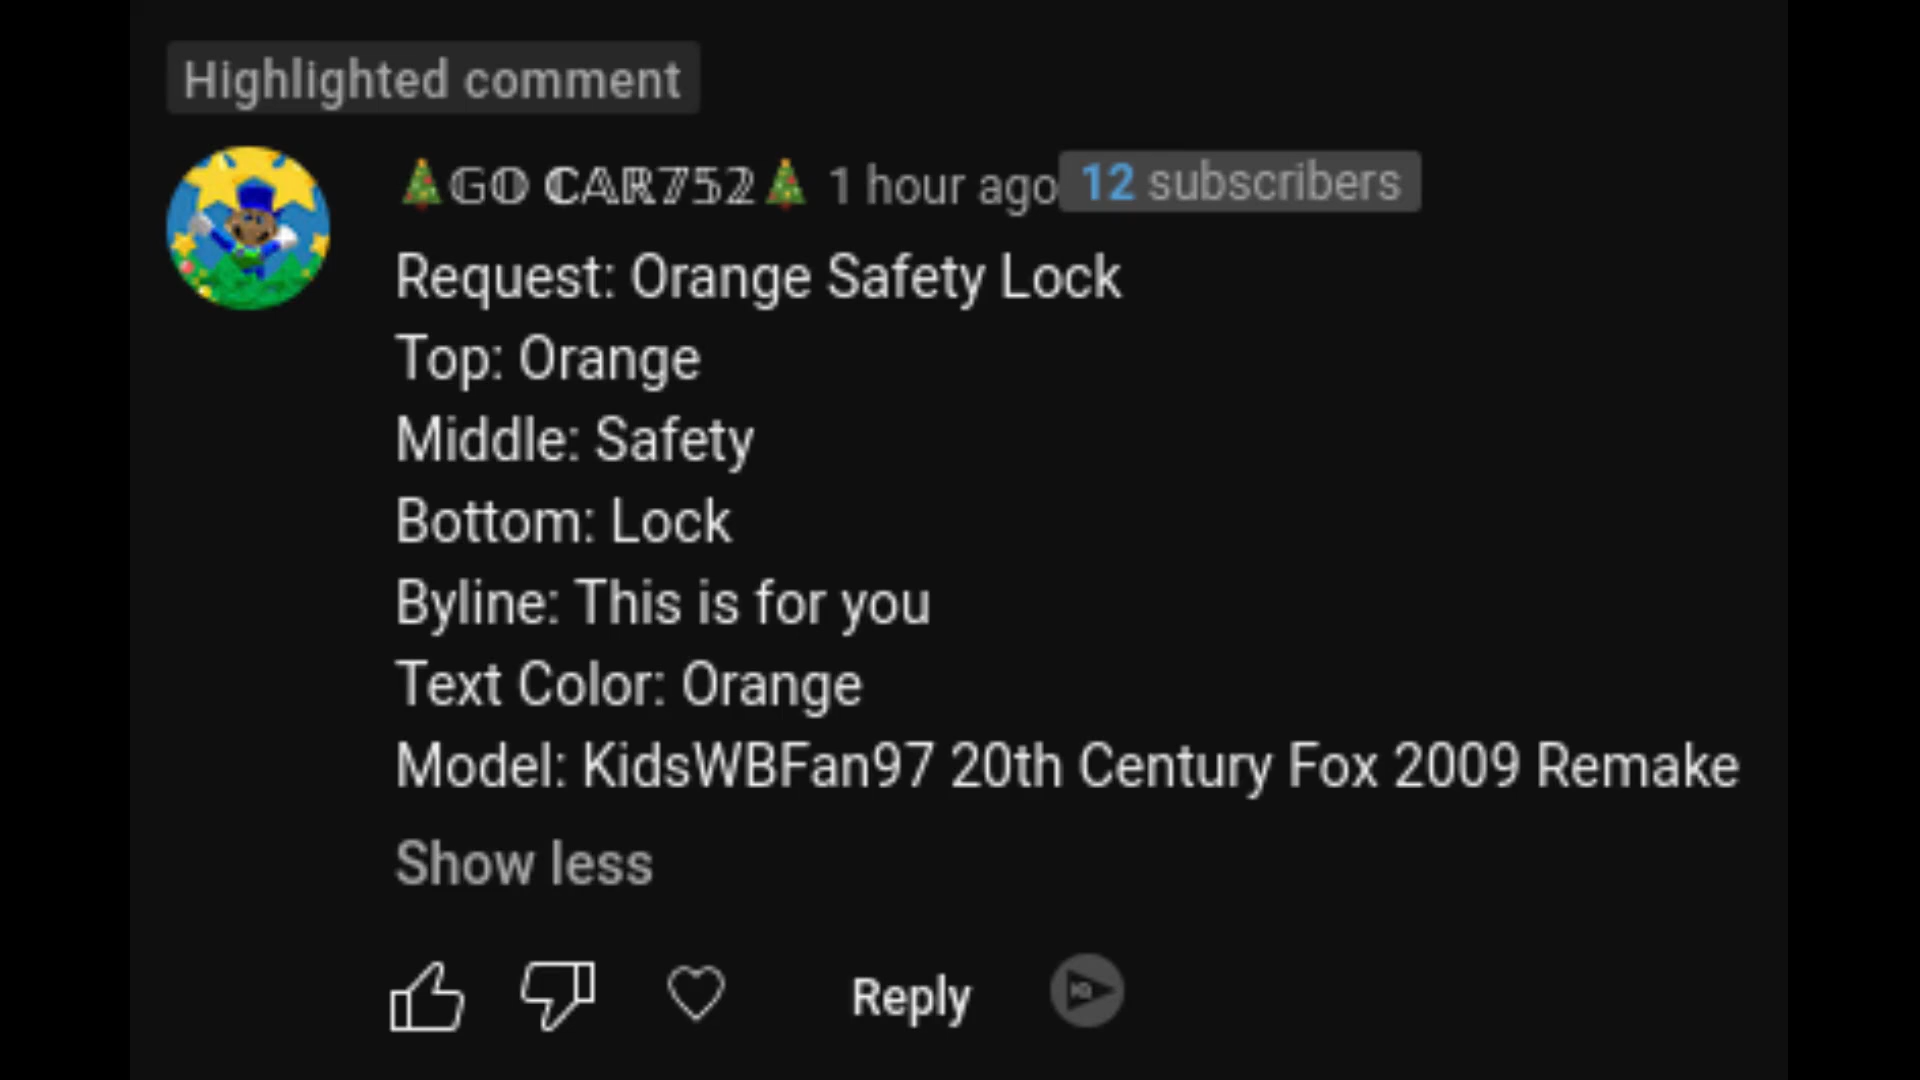 Highlighted comment
🎄𝔾𝕆 ℂ𝔸ℝ𝟟𝟝𝟚🎄 1 hour ago 12 subscribers
Request: Orange Safety Lock
Top: Orange
Middle: Safety
Bottom: Lock
Byline: This is for you
Text Color: Orange
Model: KidsWBFan97 20th Century Fox 2009 Remake
Show less
Reply